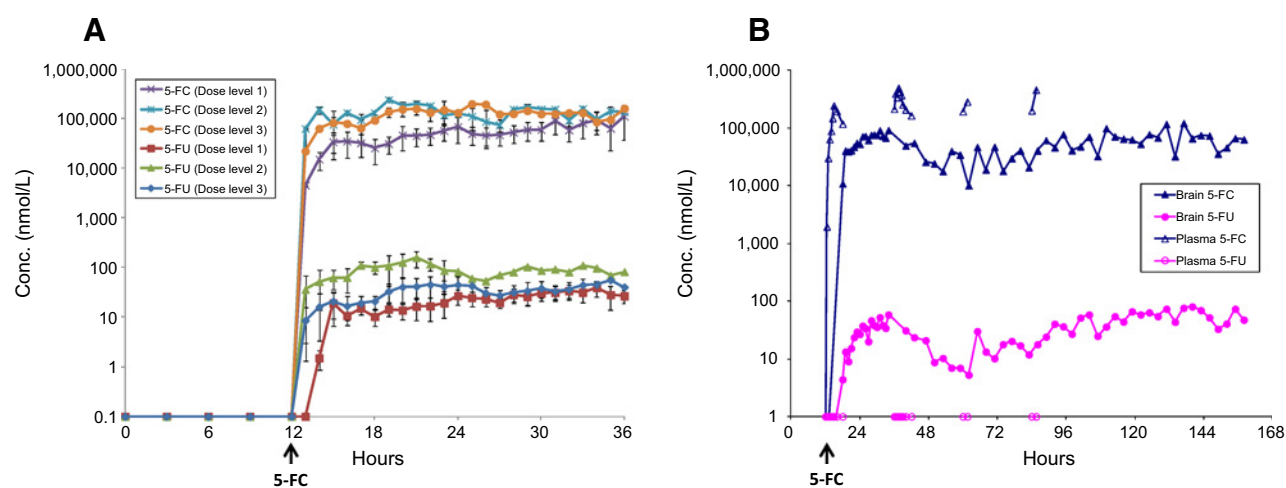 A
Conc. (nmol/L)
1,000,000
100,000
10,000
1,000
100
10
1
0.1
5-FC (Dose level 1)
5-FC (Dose level 2)
5-FC (Dose level 3)
5-FU (Dose level 1)
5-FU (Dose level 2)
5-FU (Dose level 3)
0 6 12 18 24 30 36
Hours
5-FC
B
Conc. (nmol/L)
1,000,000
100,000
10,000
1,000
100
10
1
Brain 5-FC
Brain 5-FU
Plasma 5-FC
Plasma 5-FU
0 24 48 72 96 120 144 168
Hours
5-FC